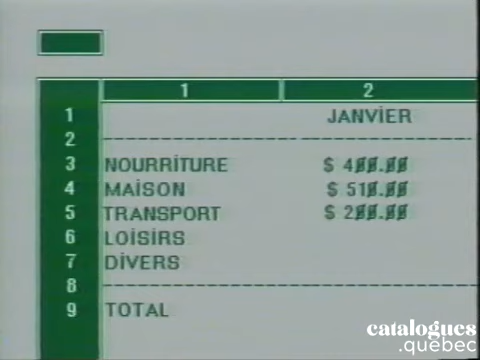 1 2
1 JANVIER
2
3 NOURRITURE $ 400.00
4 MAISON $ 510.00
5 TRANSPORT $ 200.00
6 LOISIRS
7 DIVERS
8
9 TOTAL
catalogues
.québec